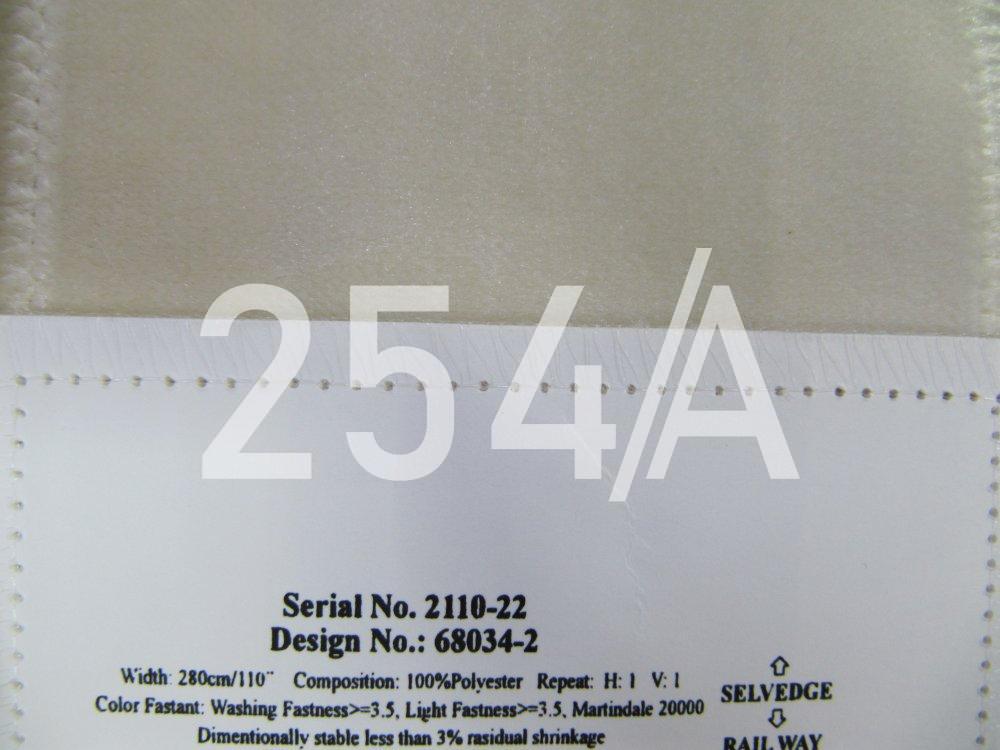 254/A
Serial No. 2110-22
Design No.: 68034-2
Width: 280cm/110" Composition: 100%Polyester Repeat: H: 1 V: 1
Color Fastant: Washing Fastness>=3.5, Light Fastness>=3.5, Martindale 20000
Dimentionally stable less than 3% rasidual shrinkage
SELVEDGE
RAIL WAY